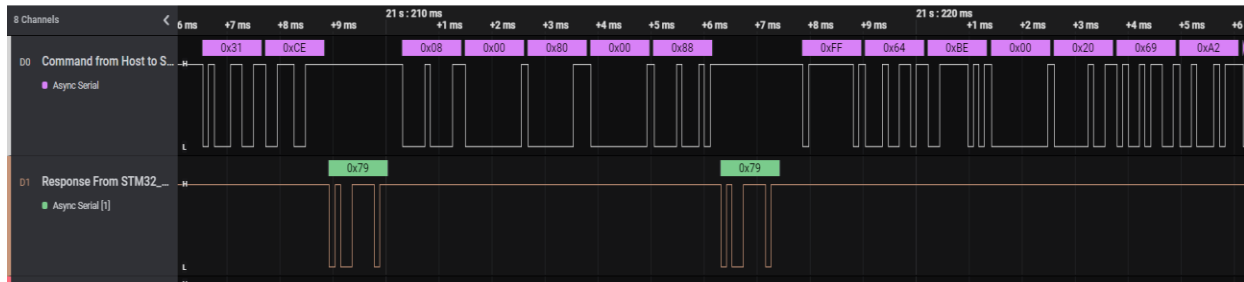 8 Channels
21 s : 210 ms
21 s : 220 ms
6 ms +7 ms +8 ms +9 ms +1 ms +2 ms +3 ms +4 ms +5 ms +6 ms +7 ms +8 ms +9 ms +1 ms +2 ms +3 ms +4 ms +5 ms +6
0x31 0xCE 0x08 0x00 0x80 0x00 0x88 0xFF 0x64 0xBE 0x00 0x20 0x69 0xA2
D0 Command from Host to S... H
Async Serial
L
0x79 0x79
D1 Response From STM32_... H
Async Serial [1]
L